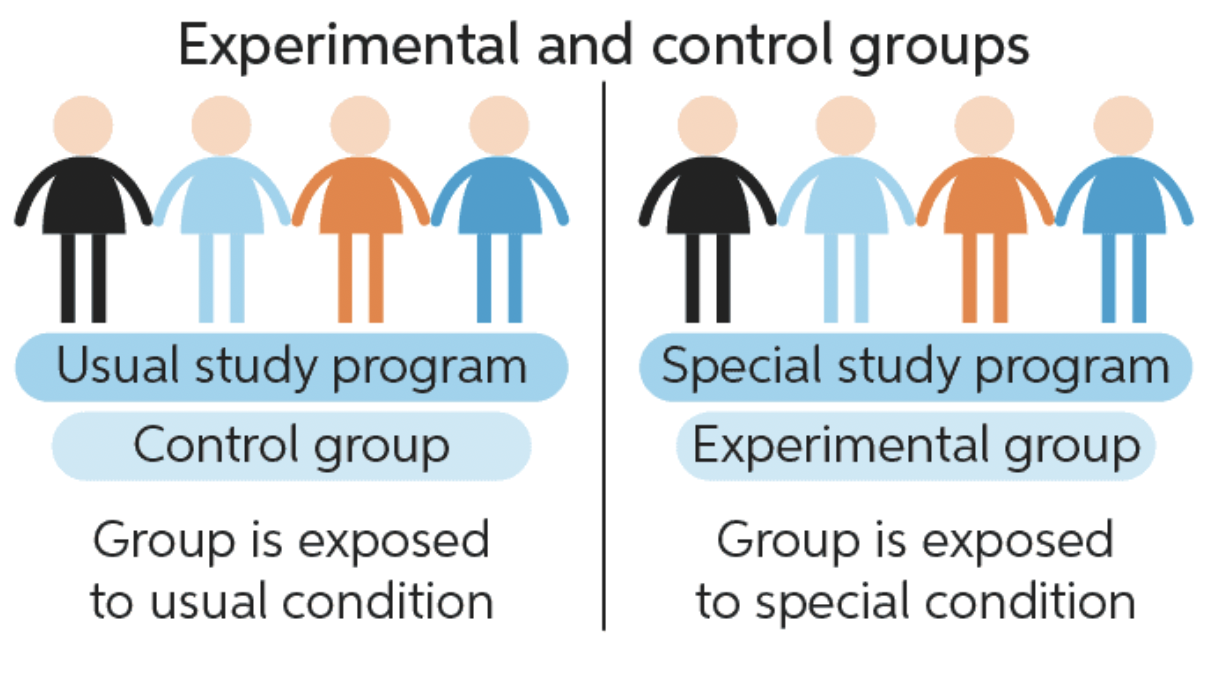 Experimental and control groups
Usual study program
Control group
Group is exposed
to usual condition
Special study program
Experimental group
Group is exposed
to special condition